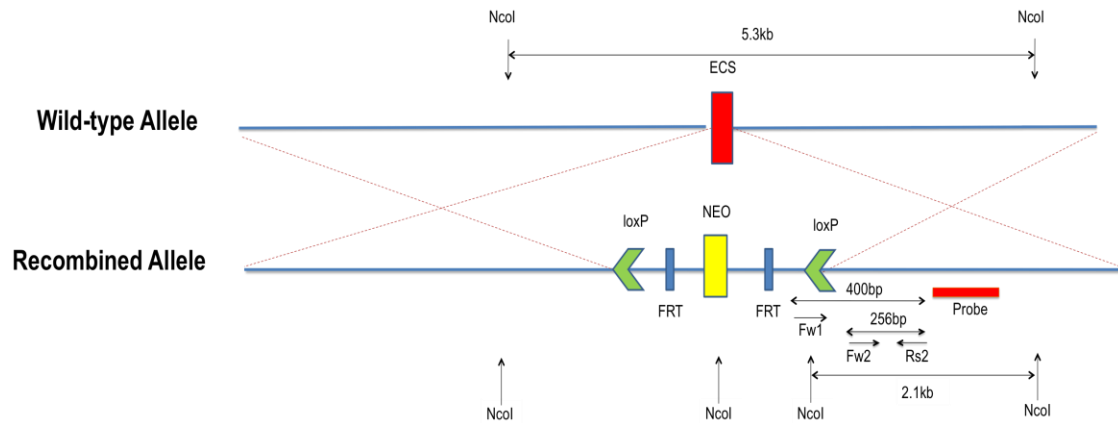 NcoI
NcoI
5.3kb
ECS
Wild-type Allele
loxP
NEO
loxP
Recombined Allele
400bp
FRT
FRT
Probe
Fw1
256bp
Fw2
Rs2
2.1kb
NcoI
NcoI
NcoI
NcoI